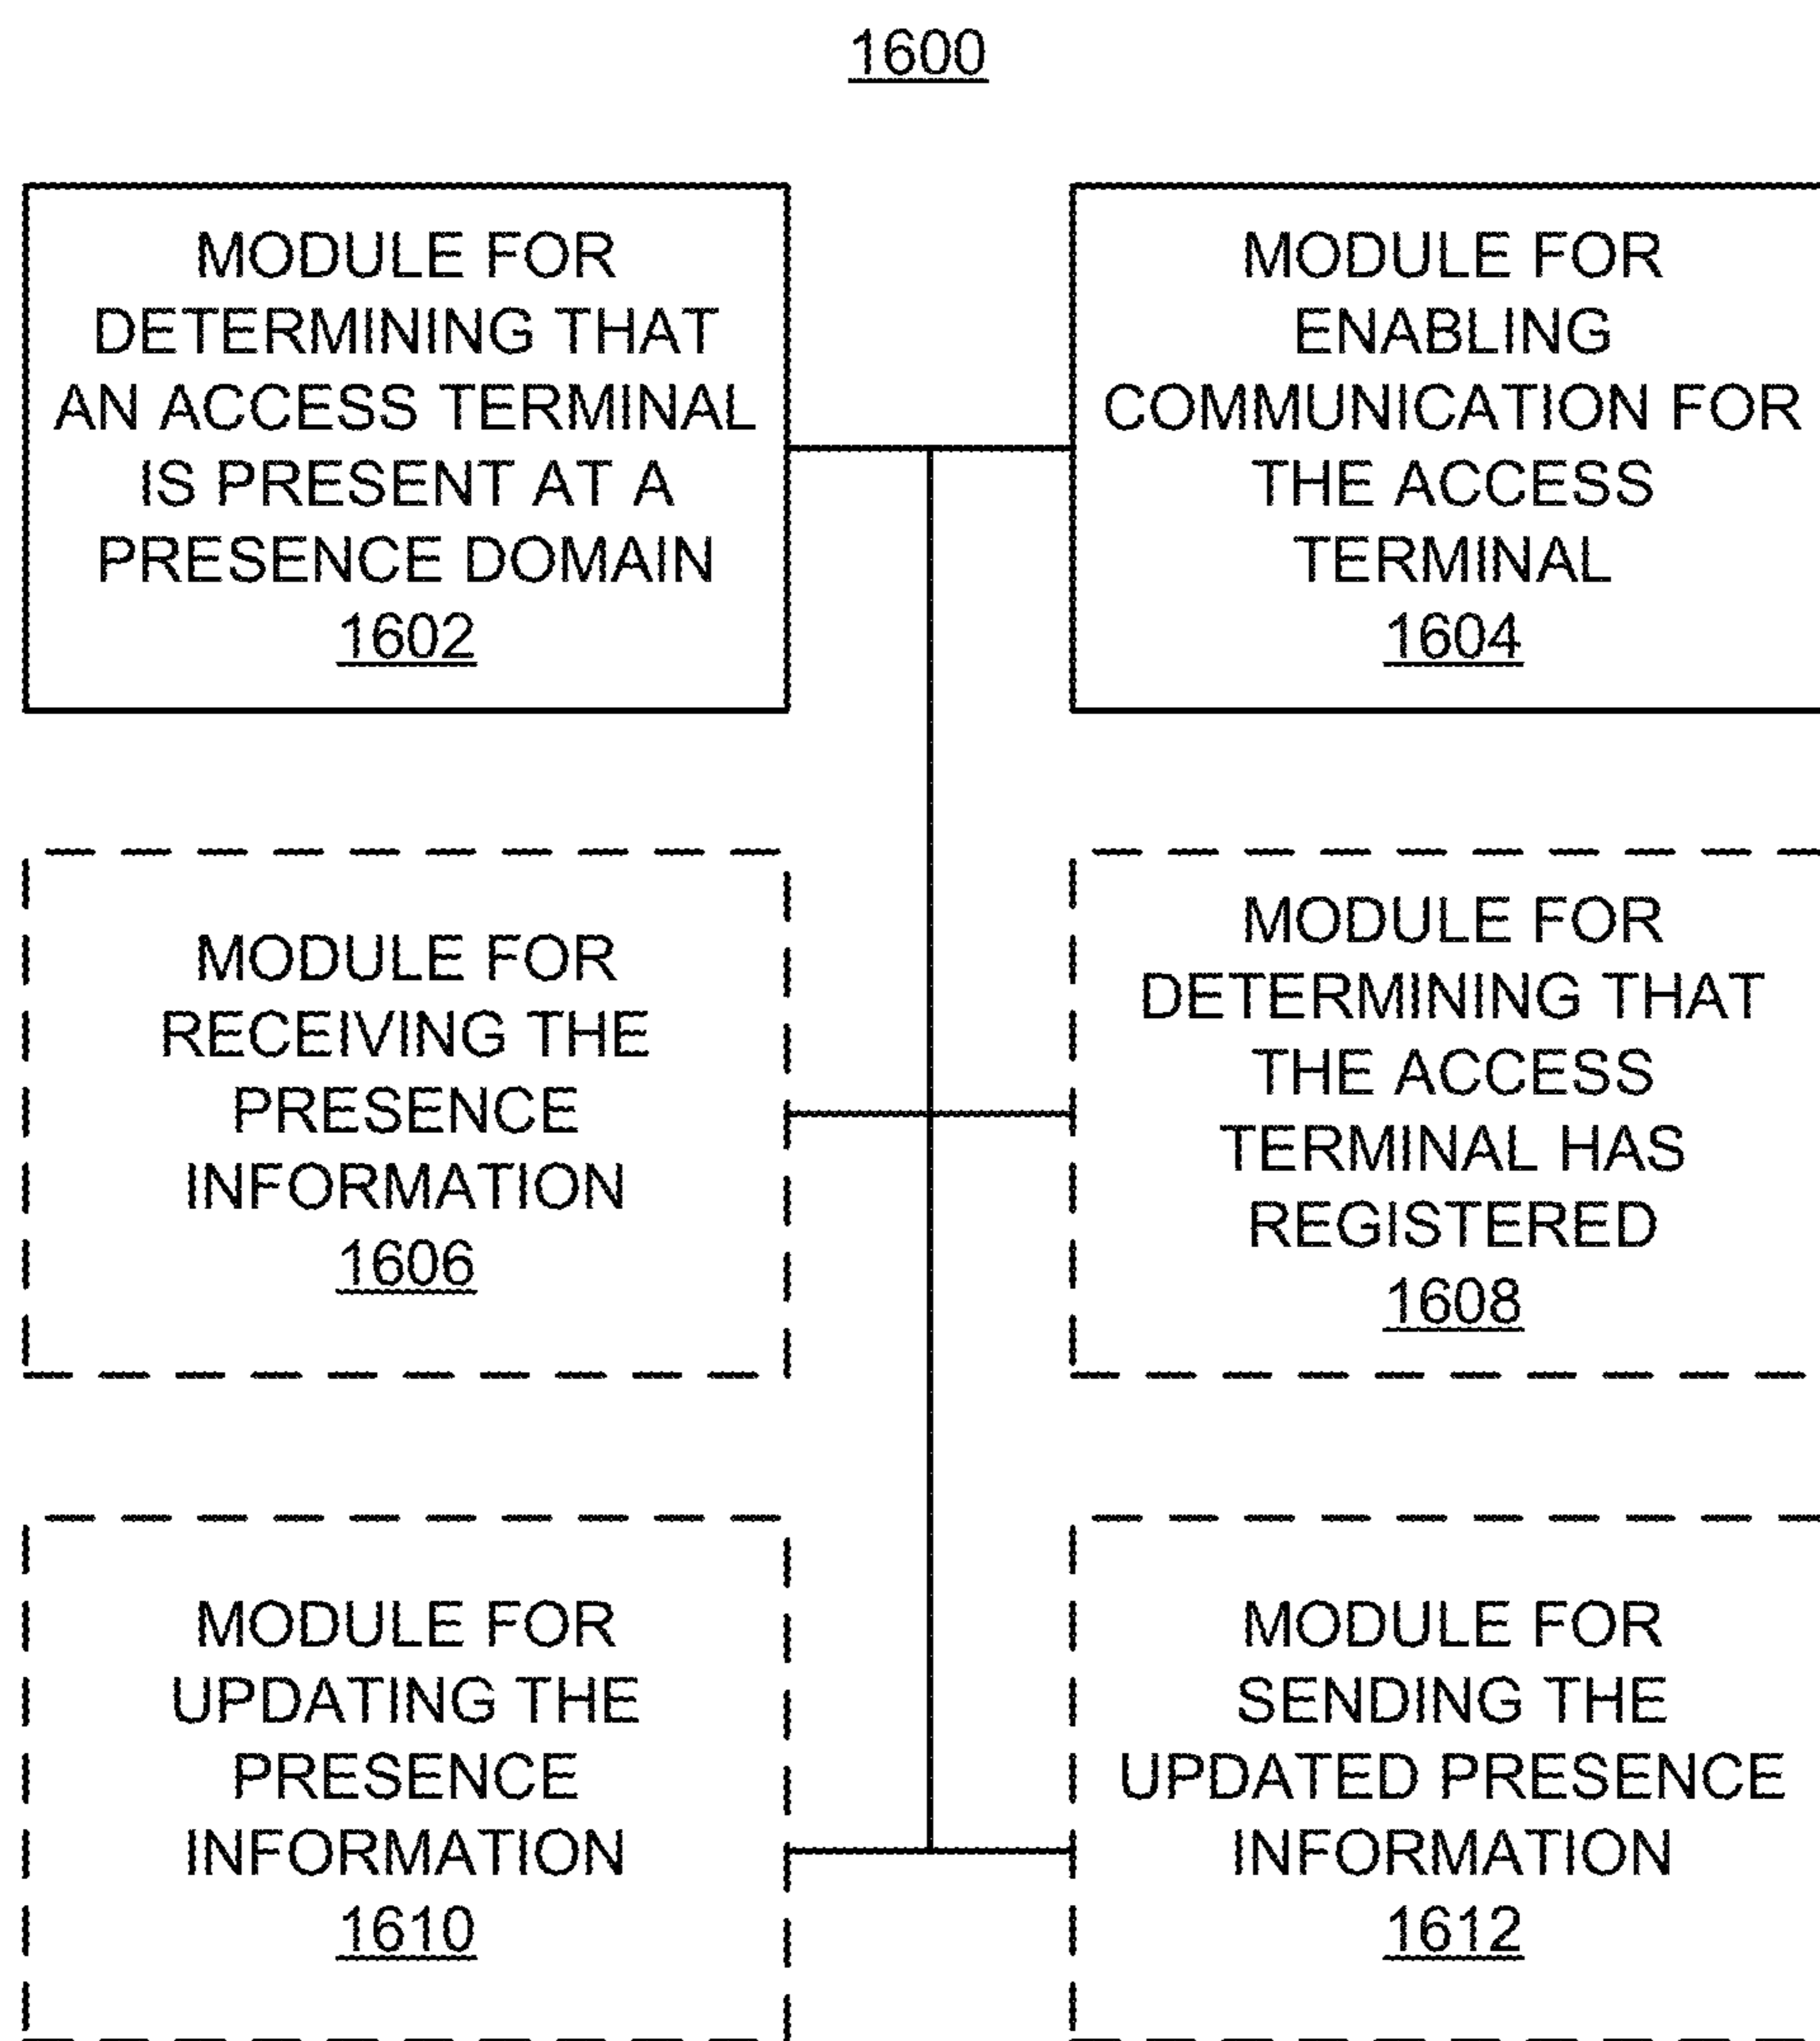 1600
MODULE FOR
DETERMINING THAT
AN ACCESS TERMINAL
IS PRESENT AT A
PRESENCE DOMAIN
1602
MODULE FOR
ENABLING
COMMUNICATION FOR
THE ACCESS
TERMINAL
1604
MODULE FOR
RECEIVING THE
PRESENCE
INFORMATION
1606
MODULE FOR
DETERMINING THAT
THE ACCESS
TERMINAL HAS
REGISTERED
1608
MODULE FOR
UPDATING THE
PRESENCE
INFORMATION
1610
MODULE FOR
SENDING THE
UPDATED PRESENCE
INFORMATION
1612